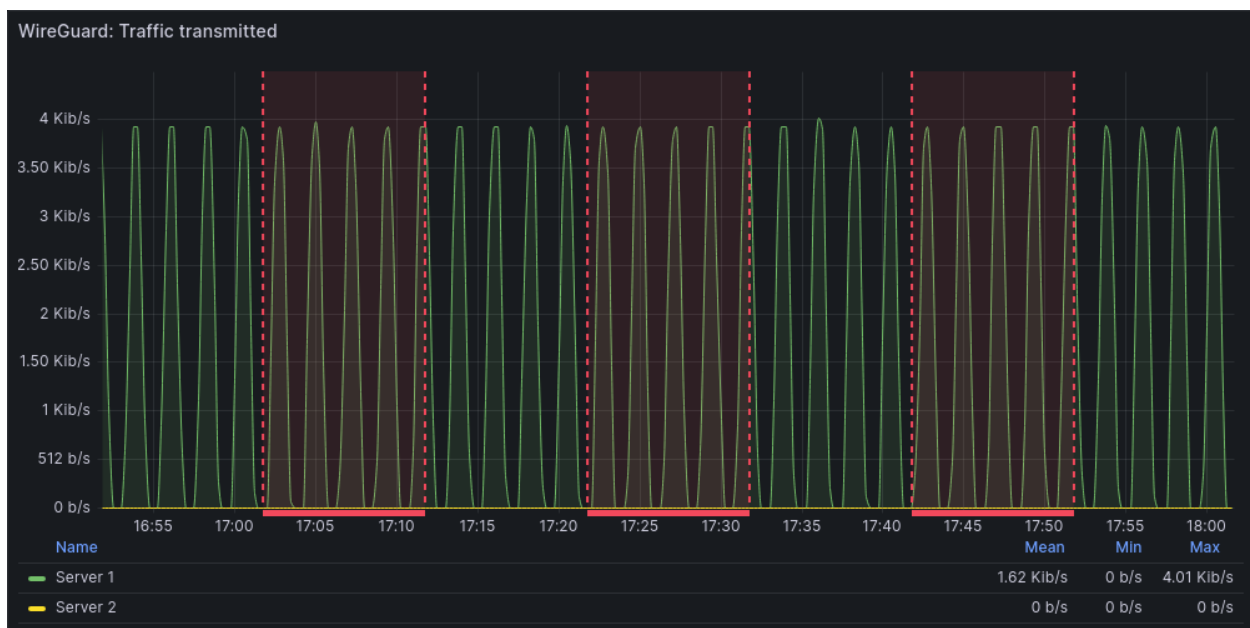 WireGuard: Traffic transmitted
4 Kib/s
3.50 Kib/s
3 Kib/s
2.50 Kib/s
2 Kib/s
1.50 Kib/s
1 Kib/s
512 b/s
0 b/s
16:55 17:00 17:05 17:10 17:15 17:20 17:25 17:30 17:35 17:40 17:45 17:50 17:55 18:00
Name Mean Min Max
Server 1 1.62 Kib/s 0 b/s 4.01 Kib/s
Server 2 0 b/s 0 b/s 0 b/s